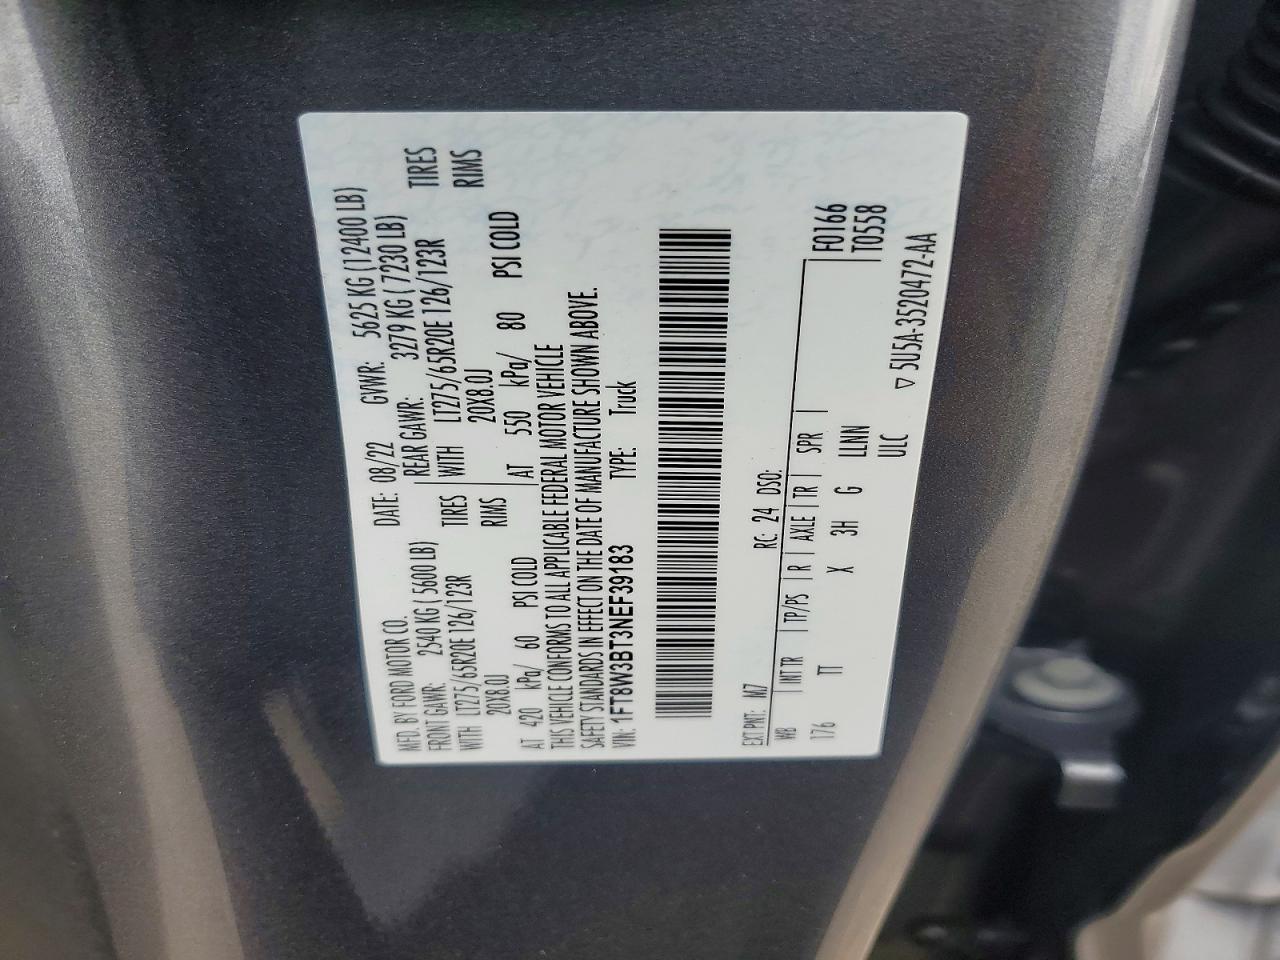 MFD. BY FORD MOTOR CO.
DATE: 08/22 GVWR: 5625 KG (12400 LB)
FRONT GAWR: 2540 KG ( 5600 LB) REAR GAWR: 3279 KG ( 7230 LB)
WITH LT275/65R20E 126/123R TIRES WITH LT275/65R20E 126/123R TIRES
20X8.0J RIMS 20X8.0J RIMS
AT 420 kPa/ 60 PSI COLD AT 550 kPa/ 80 PSI COLD
THIS VEHICLE CONFORMS TO ALL APPLICABLE FEDERAL MOTOR VEHICLE
SAFETY STANDARDS IN EFFECT ON THE DATE OF MANUFACTURE SHOWN ABOVE.
VIN: 1FT8W3BT3NEF39183 TYPE: Truck
EXT PNT: M7 RC: 24 DSO:
WB INT TR TP/PS R AXLE TR SPR F0166
176 TT X 3H G LLNN T0558
ULC
▽ 5U5A-3520472-AA